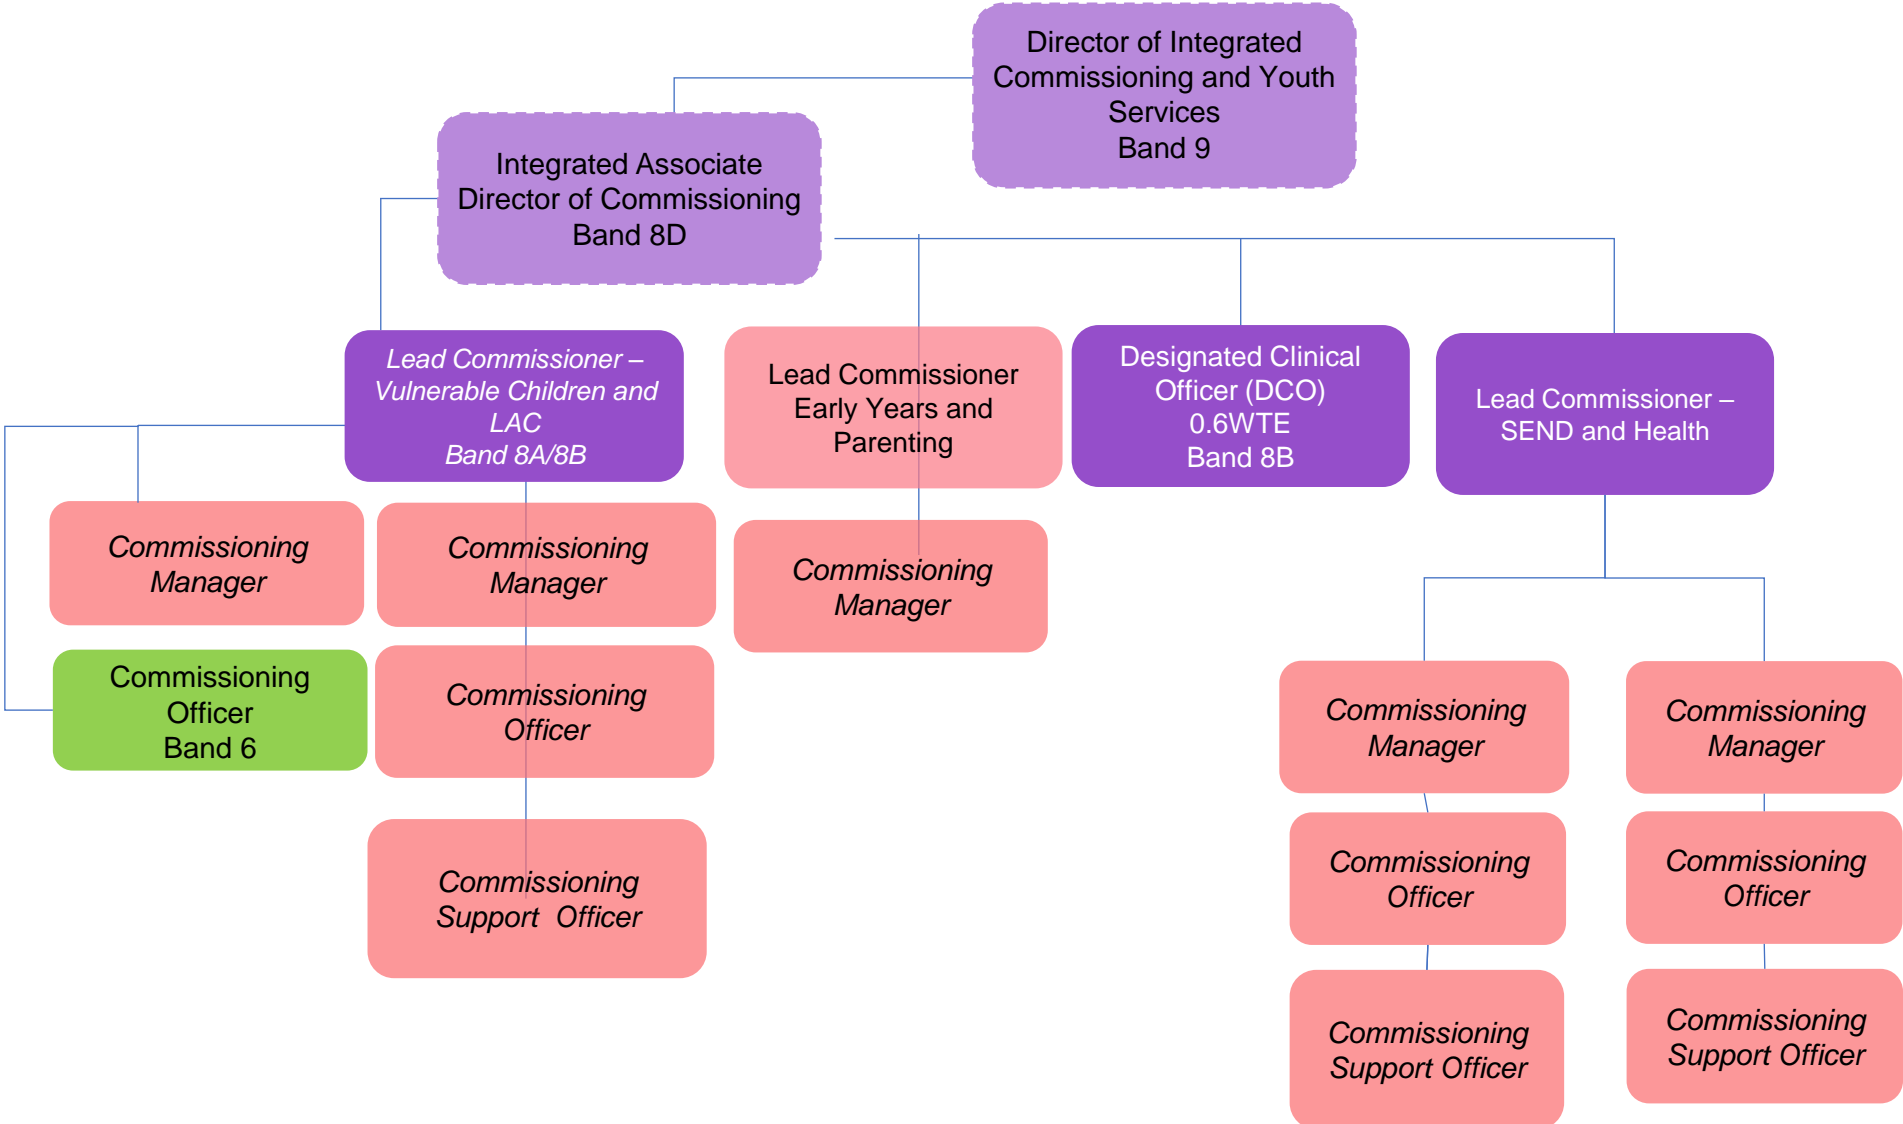 Director of Integrated
Commissioning and Youth
Services
Band 9
Integrated Associate
Director of Commissioning
Band 8D
Lead Commissioner –
Vulnerable Children and
LAC
Band 8A/8B
Lead Commissioner
Early Years and
Parenting
Designated Clinical
Officer (DCO)
0.6WTE
Band 8B
Lead Commissioner –
SEND and Health
Commissioning
Manager
Commissioning
Manager
Commissioning
Manager
Commissioning
Officer
Band 6
Commissioning
Officer
Commissioning
Manager
Commissioning
Manager
Commissioning
Support  Officer
Commissioning
Officer
Commissioning
Officer
Commissioning
Support Officer
Commissioning
Support Officer